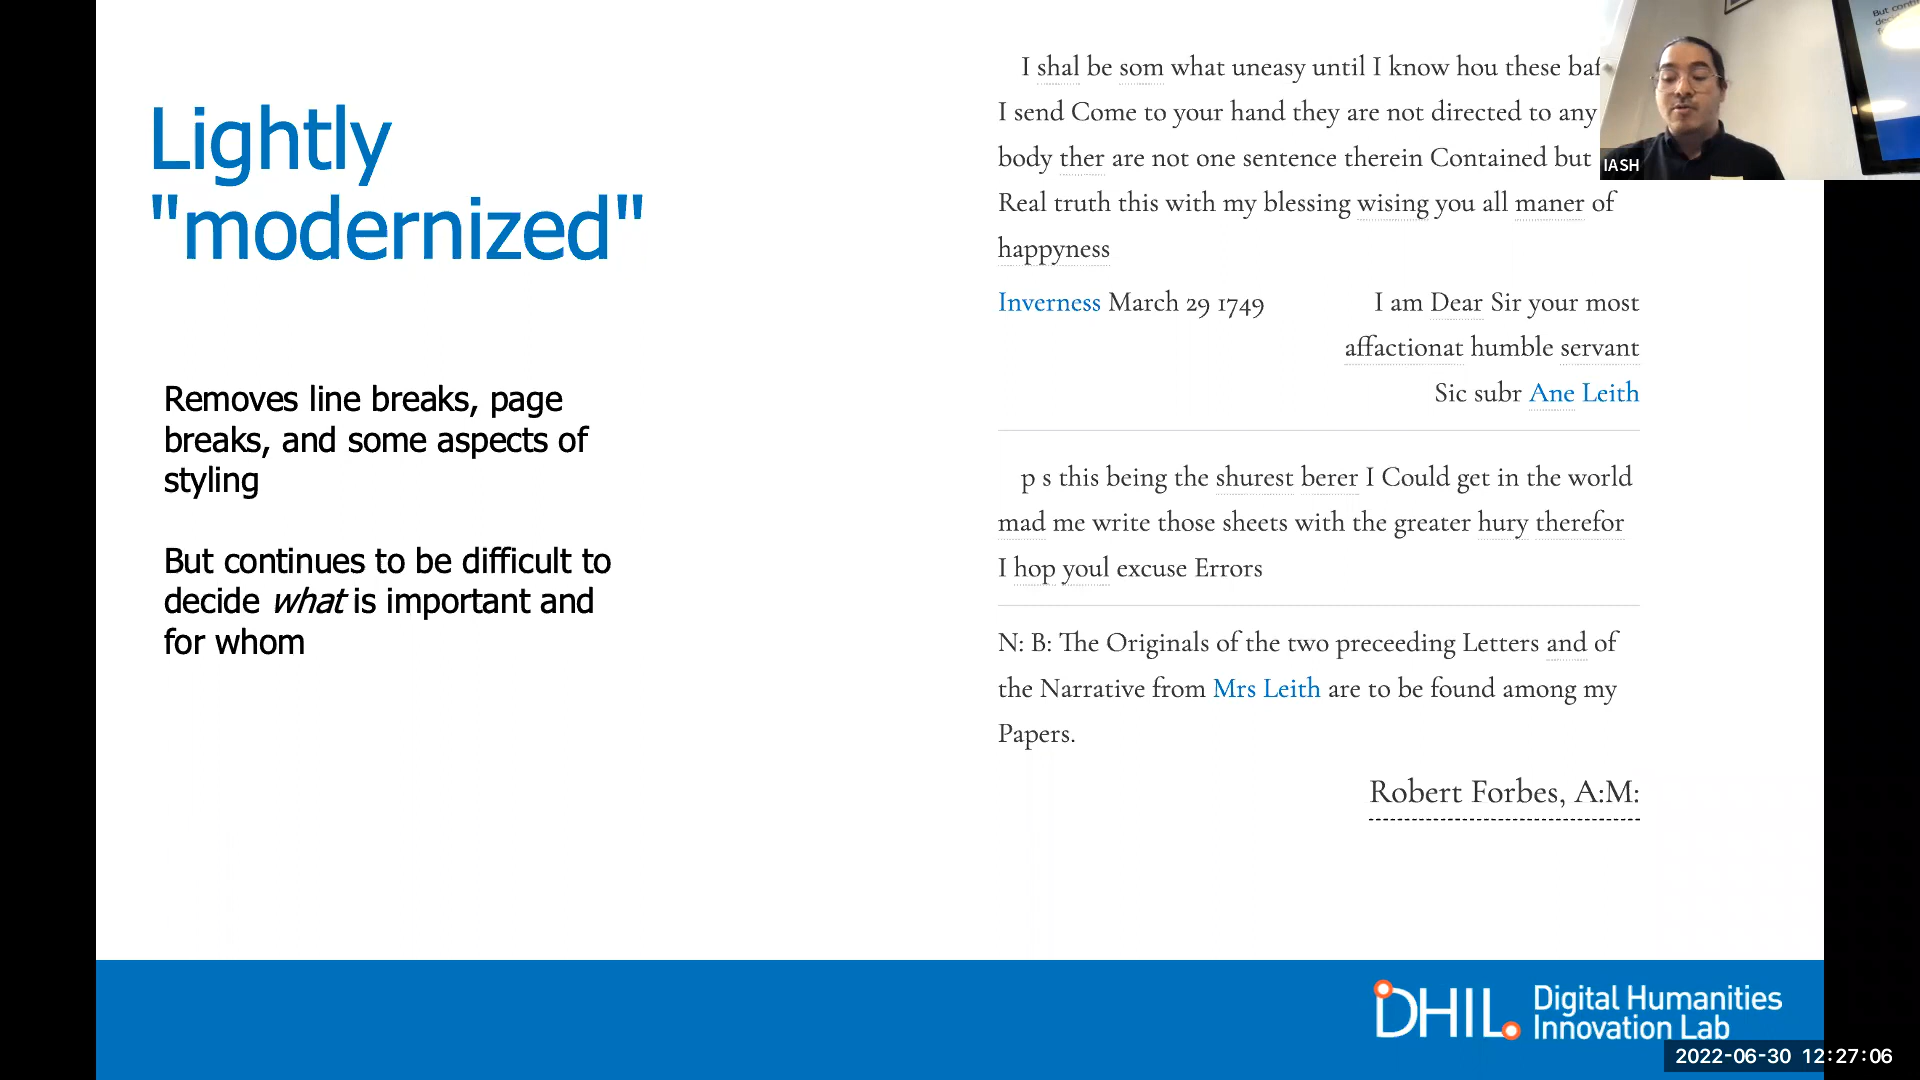 Lightly
"modernized"
Removes line breaks, page
breaks, and some aspects of
styling
But continues to be difficult to
decide what is important and
for whom
I shal be som what uneasy until I know hou these
I send Come to your hand they are not directed to any
body ther are not one sentence therein Contained but
Real truth this with my blessing wising you all maner of
happyness
Inverness March 29 1749
I am Dear Sir your most
affactionat humble servant
Sic subr Ane Leith
p s this being the shurest berer I Could get in the world
mad me write those sheets with the greater hury therefor
I hop youl excuse Errors
N: B: The Originals of the two preceeding Letters and of
the Narrative from Mrs Leith are to be found among my
Papers.
Robert Forbes, A:M:
IASH
DHIL
Digital Humanities
Innovation Lab
2022-06-30 12:27:06